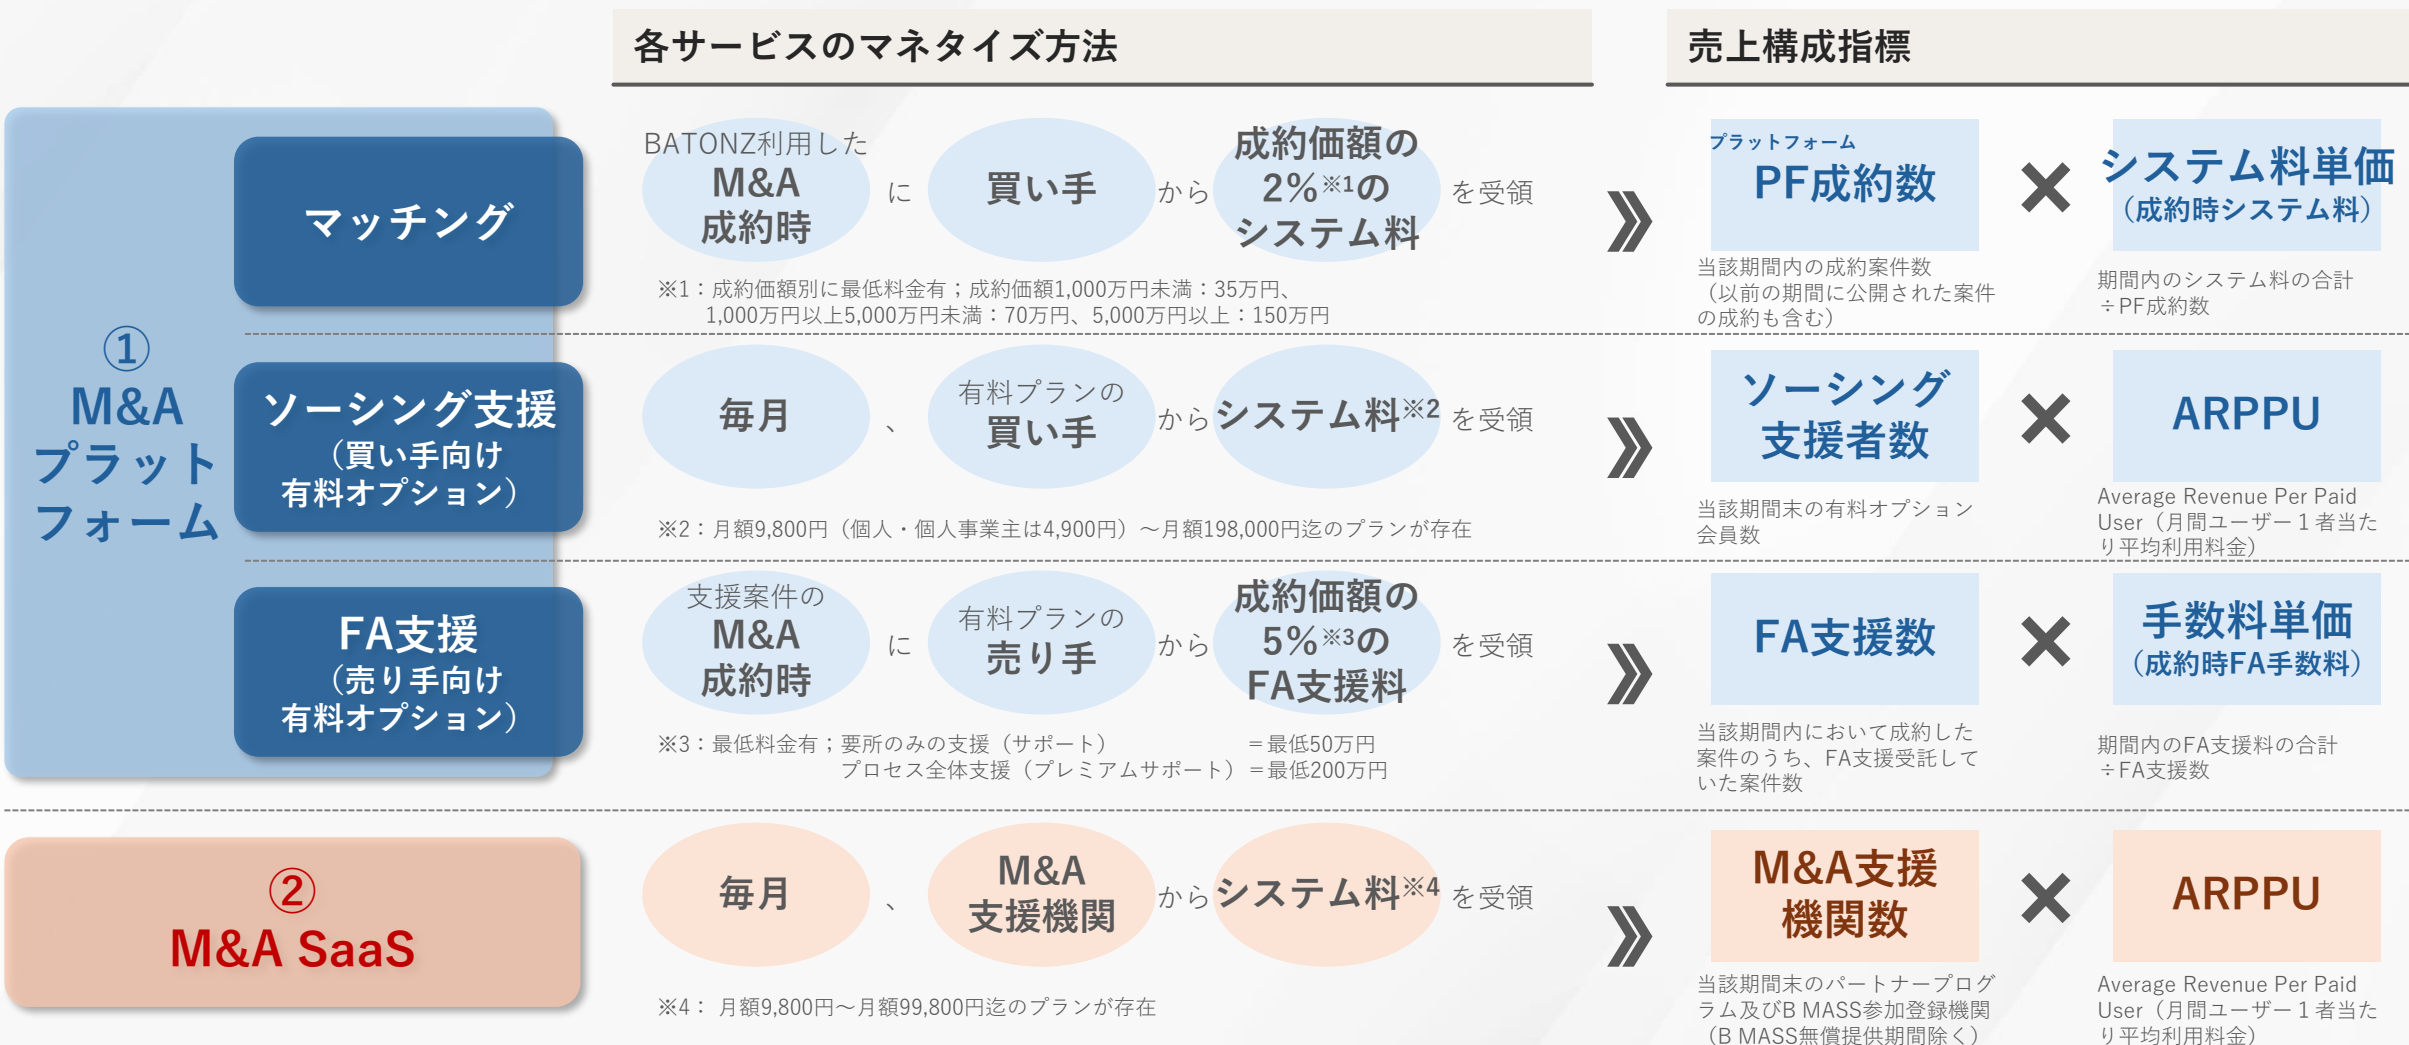 各サービスのマネタイズ方法
売上構成指標
①
M&A
プラット
フォーム
マッチング
BATONZ利用した
M&A
成約時
に
買い手
から
成約価額の
2%※1の
システム料
を受領
※1：成約価額別に最低料金有；成約価額1,000万円未満：35万円、
1,000万円以上5,000万円未満：70万円、5,000万円以上：150万円
プラットフォーム
PF成約数
当該期間内の成約案件数
（以前の期間に公開された案件
の成約も含む）
システム料単価
（成約時システム料）
期間内のシステム料の合計
÷PF成約数
ソーシング支援
（買い手向け
有料オプション）
毎月
、
有料プランの
買い手
から
システム料※2
を受領
※2：月額9,800円（個人・個人事業主は4,900円）～月額198,000円迄のプランが存在
ソーシング
支援者数
当該期間末の有料オプション
会員数
ARPPU
Average Revenue Per Paid
User（月間ユーザー１者当た
り平均利用料金）
FA支援
（売り手向け
有料オプション）
支援案件の
M&A
成約時
に
有料プランの
売り手
から
成約価額の
5%※3の
FA支援料
を受領
※3：最低料金有；要所のみの支援（サポート）＝最低50万円
プロセス全体支援（プレミアムサポート）＝最低200万円
FA支援数
当該期間内において成約した
案件のうち、FA支援受託して
いた案件数
手数料単価
（成約時FA手数料）
期間内のFA支援料の合計
÷FA支援数
②
M&A SaaS
毎月
、
M&A
支援機関
から
システム料※4
を受領
※4： 月額9,800円～月額99,800円迄のプランが存在
M&A支援
機関数
当該期間末のパートナープログ
ラム及びB MASS参加登録機関
（B MASS無償提供期間除く）
ARPPU
Average Revenue Per Paid
User（月間ユーザー１者当た
り平均利用料金）